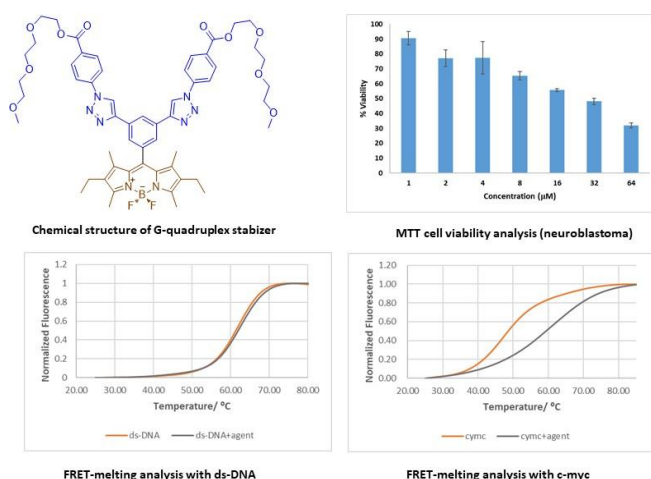 O O O O
O O
O O
O N N O
N=N N=N
N+ N
B-
F F
Chemical structure of G-quadruplex stabizer
% Viability
100
90
80
70
60
50
40
30
20
10
0
1 2 4 8 16 32 64
Concentration (µM)
MTT cell viability analysis (neuroblastoma)
Normalized Fluorescence
1.2
1
0.8
0.6
0.4
0.2
0
20.00 30.00 40.00 50.00 60.00 70.00 80.00
Temperature/ ⁰C
ds-DNA ds-DNA+agent
FRET-melting analysis with ds-DNA
Normalized Fluorescence
1.20
1.00
0.80
0.60
0.40
0.20
0.00
20.00 30.00 40.00 50.00 60.00 70.00 80.00
Temperature/ ⁰C
cymc cymc+agent
FRET-melting analysis with c-myc